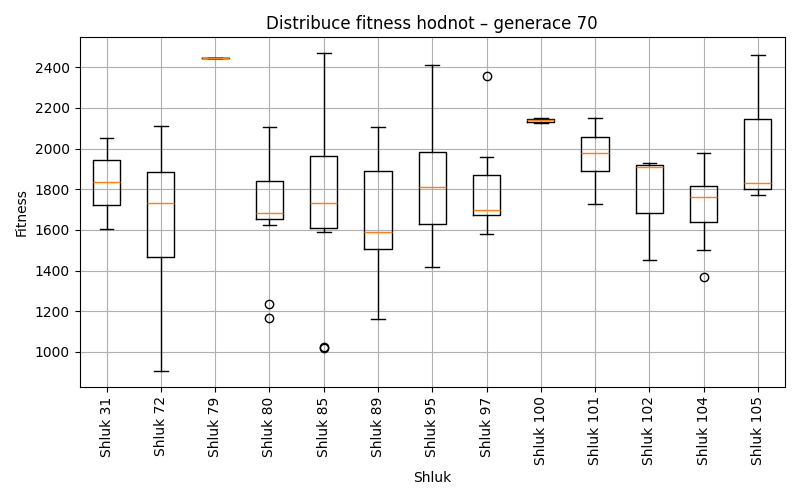 Distribuce fitness hodnot – generace 70
Fitness
2400
2200
2000
1800
1600
1400
1200
1000
Shluk 31
Shluk 72
Shluk 79
Shluk 80
Shluk 85
Shluk 89
Shluk 95
Shluk 97
Shluk 100
Shluk 101
Shluk 102
Shluk 104
Shluk 105
Shluk